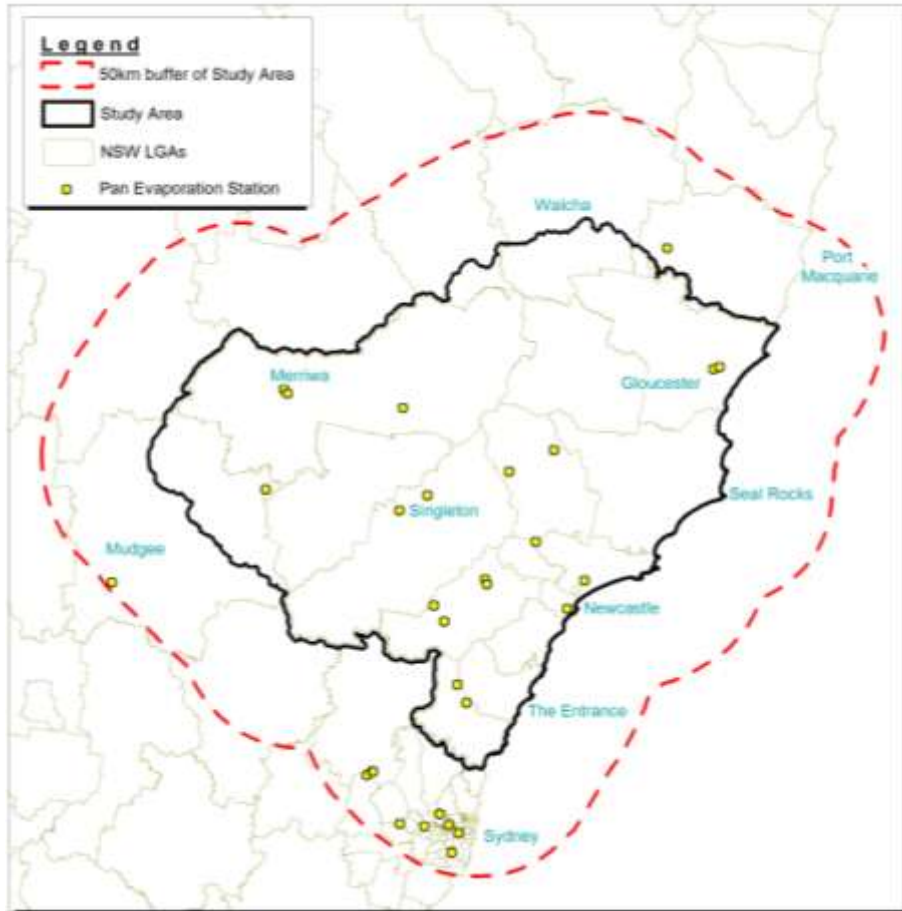 Legend
50km buffer of Study Area
Study Area
NSW LGAs
Pan Evaporation Station
Walcha
Port
Macquarie
Merriwa
Gloucester
Seal Rocks
Singleton
Mudgee
Newcastle
The Entrance
Sydney